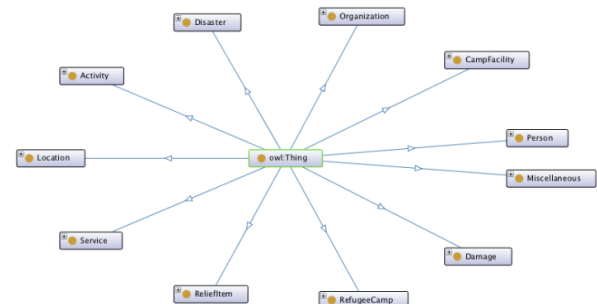 Organization
Disaster
CampFacility
Activity
Person
owl:Thing
Location
Miscellaneous
Service
Damage
ReliefItem
RefugeeCamp